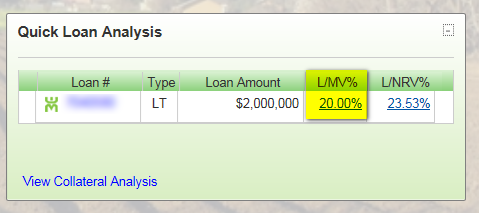 Quick Loan Analysis
Loan # Type Loan Amount L/MV% L/NRV%
LT $2,000,000 20.00% 23.53%
View Collateral Analysis